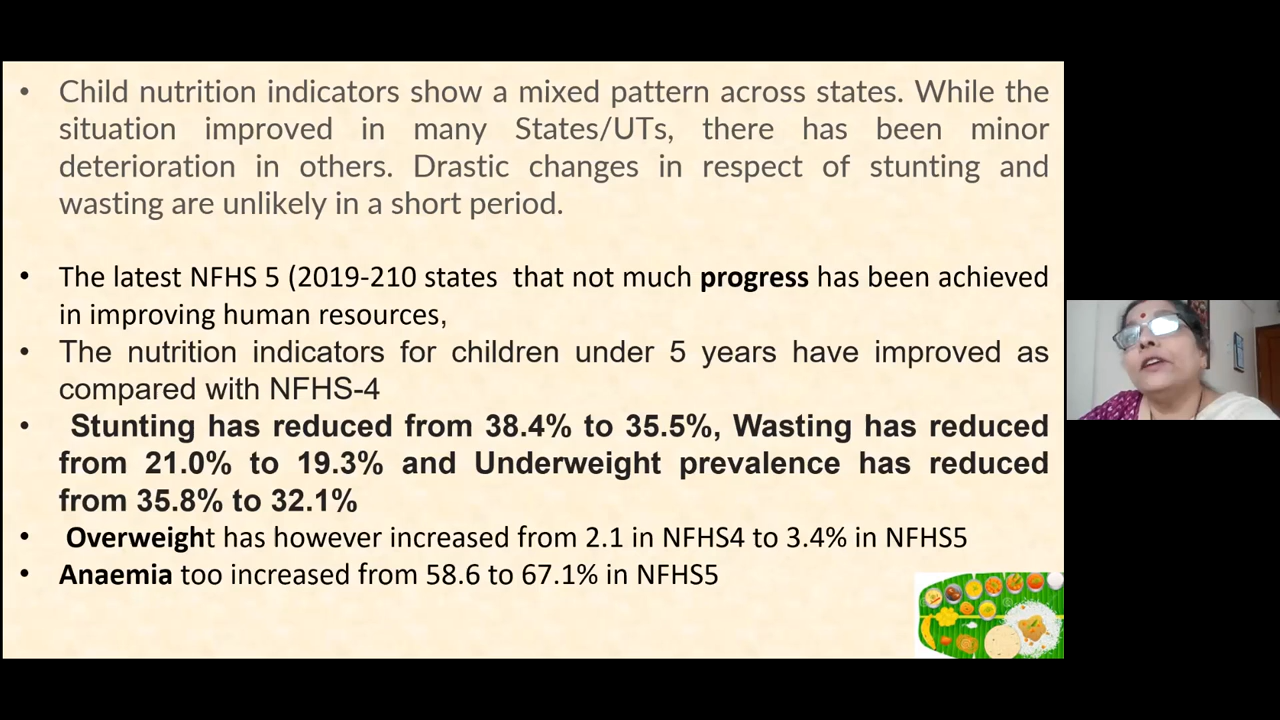 • Child nutrition indicators show a mixed pattern across states. While the
situation improved in many States/UTs, there has been minor
deterioration in others. Drastic changes in respect of stunting and
wasting are unlikely in a short period.
• The latest NFHS 5 (2019-210 states that not much progress has been achieved
in improving human resources,
• The nutrition indicators for children under 5 years have improved as
compared with NFHS-4
• Stunting has reduced from 38.4% to 35.5%, Wasting has reduced
from 21.0% to 19.3% and Underweight prevalence has reduced
from 35.8% to 32.1%
• Overweight has however increased from 2.1 in NFHS4 to 3.4% in NFHS5
• Anaemia too increased from 58.6 to 67.1% in NFHS5